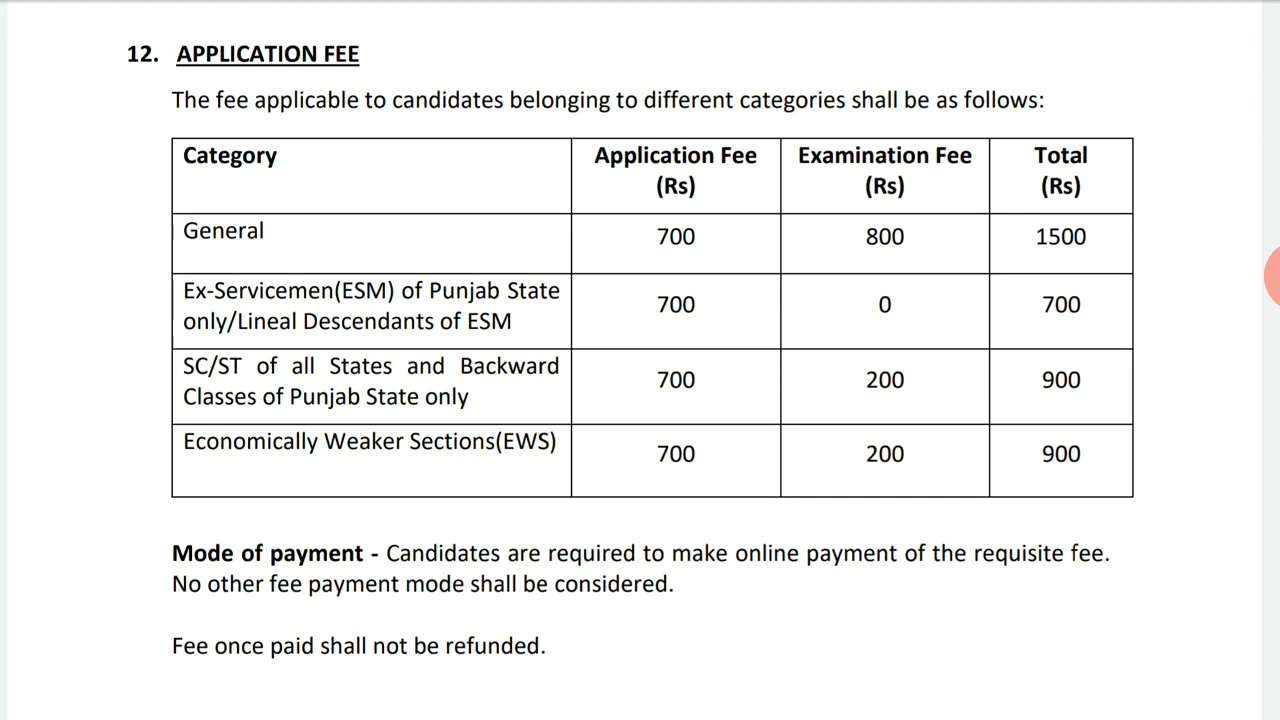 12. APPLICATION FEE
The fee applicable to candidates belonging to different categories shall be as follows:
Category Application Fee (Rs) Examination Fee (Rs) Total (Rs)
General 700 800 1500
Ex-Servicemen(ESM) of Punjab State
only/Lineal Descendants of ESM 700 0 700
SC/ST of all States and Backward
Classes of Punjab State only 700 200 900
Economically Weaker Sections(EWS) 700 200 900
Mode of payment - Candidates are required to make online payment of the requisite fee.
No other fee payment mode shall be considered.
Fee once paid shall not be refunded.